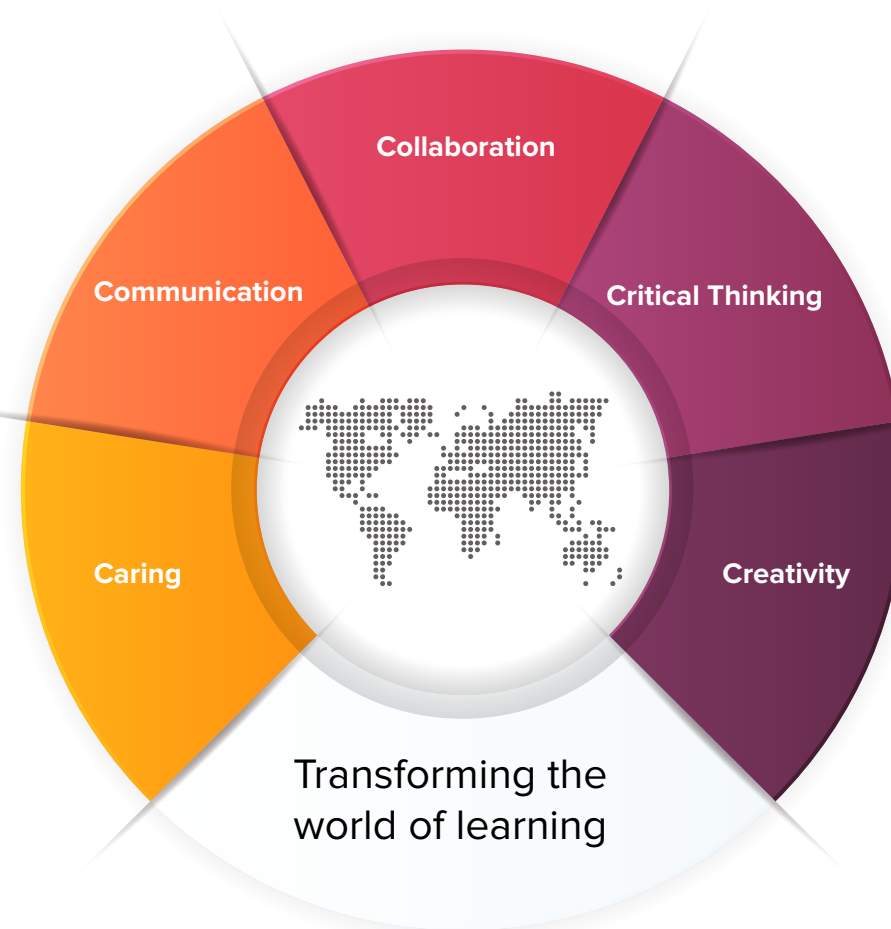 Collaboration
Communication
Critical Thinking
Caring
Creativity
Transforming the
world of learning